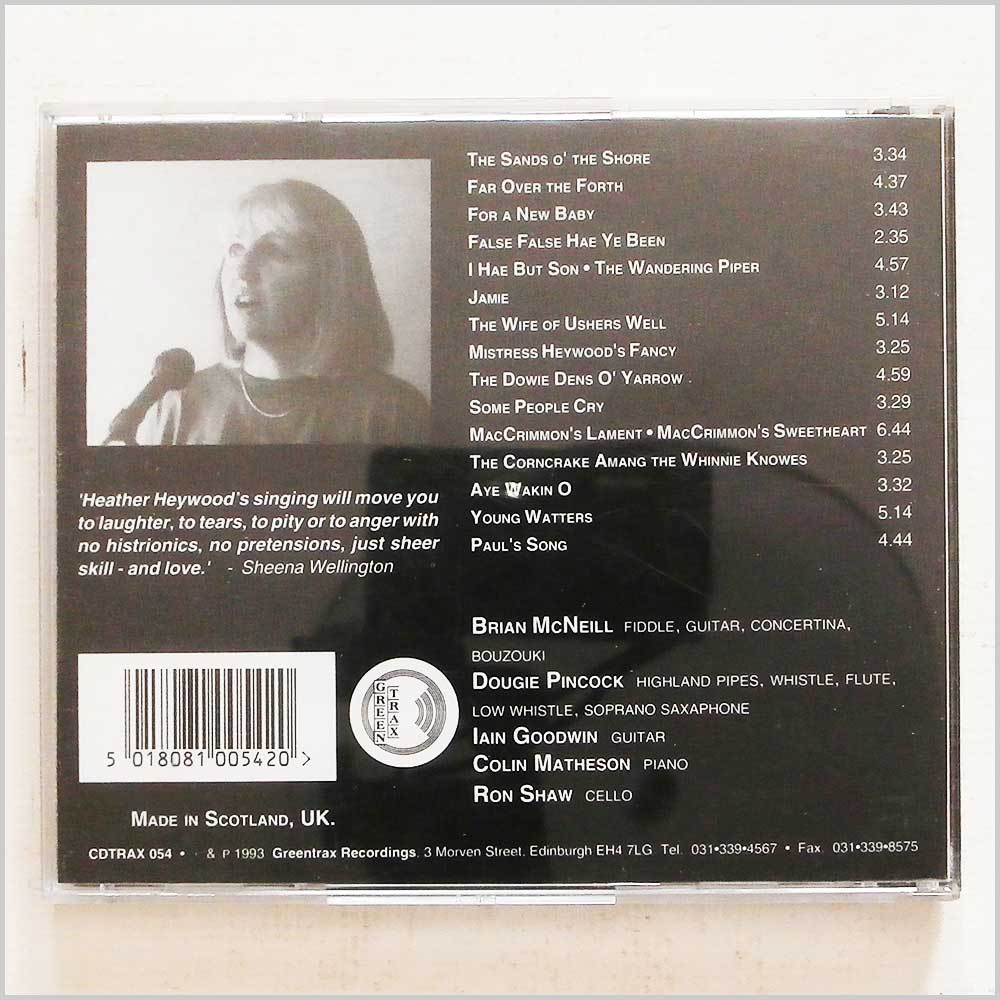 The Sands o' the Shore 3.34
Far Over the Forth 4.37
For a New Baby 3.43
False False Hae Ye Been 2.35
I Hae But Son • The Wandering Piper 4.57
Jamie 3.12
The Wife of Ushers Well 5.14
Mistress Heywood's Fancy 3.25
The Dowie Dens O' Yarrow 4.59
Some People Cry 3.29
MacCrimmon's Lament • MacCrimmon's Sweetheart 6.44
The Corncrake Amang the Whinnie Knowes 3.25
Aye Wakin O 3.32
Young Watters 5.14
Paul's Song 4.44
'Heather Heywood's singing will move you
to laughter, to tears, to pity or to anger with
no histrionics, no pretensions, just sheer
skill - and love.' - Sheena Wellington
Brian McNeill fiddle, guitar, concertina,
bouzouki
Dougie Pincock highland pipes, whistle, flute,
low whistle, soprano saxaphone
Iain Goodwin guitar
Colin Matheson piano
Ron Shaw cello
GREEN
TRAX
5 018081 005420 >
Made in Scotland, UK.
CDTRAX 054 • & P 1993 Greentrax Recordings. 3 Morven Street, Edinburgh EH4 7LG Tel. 031•339•4567 • Fax. 031•339•8575